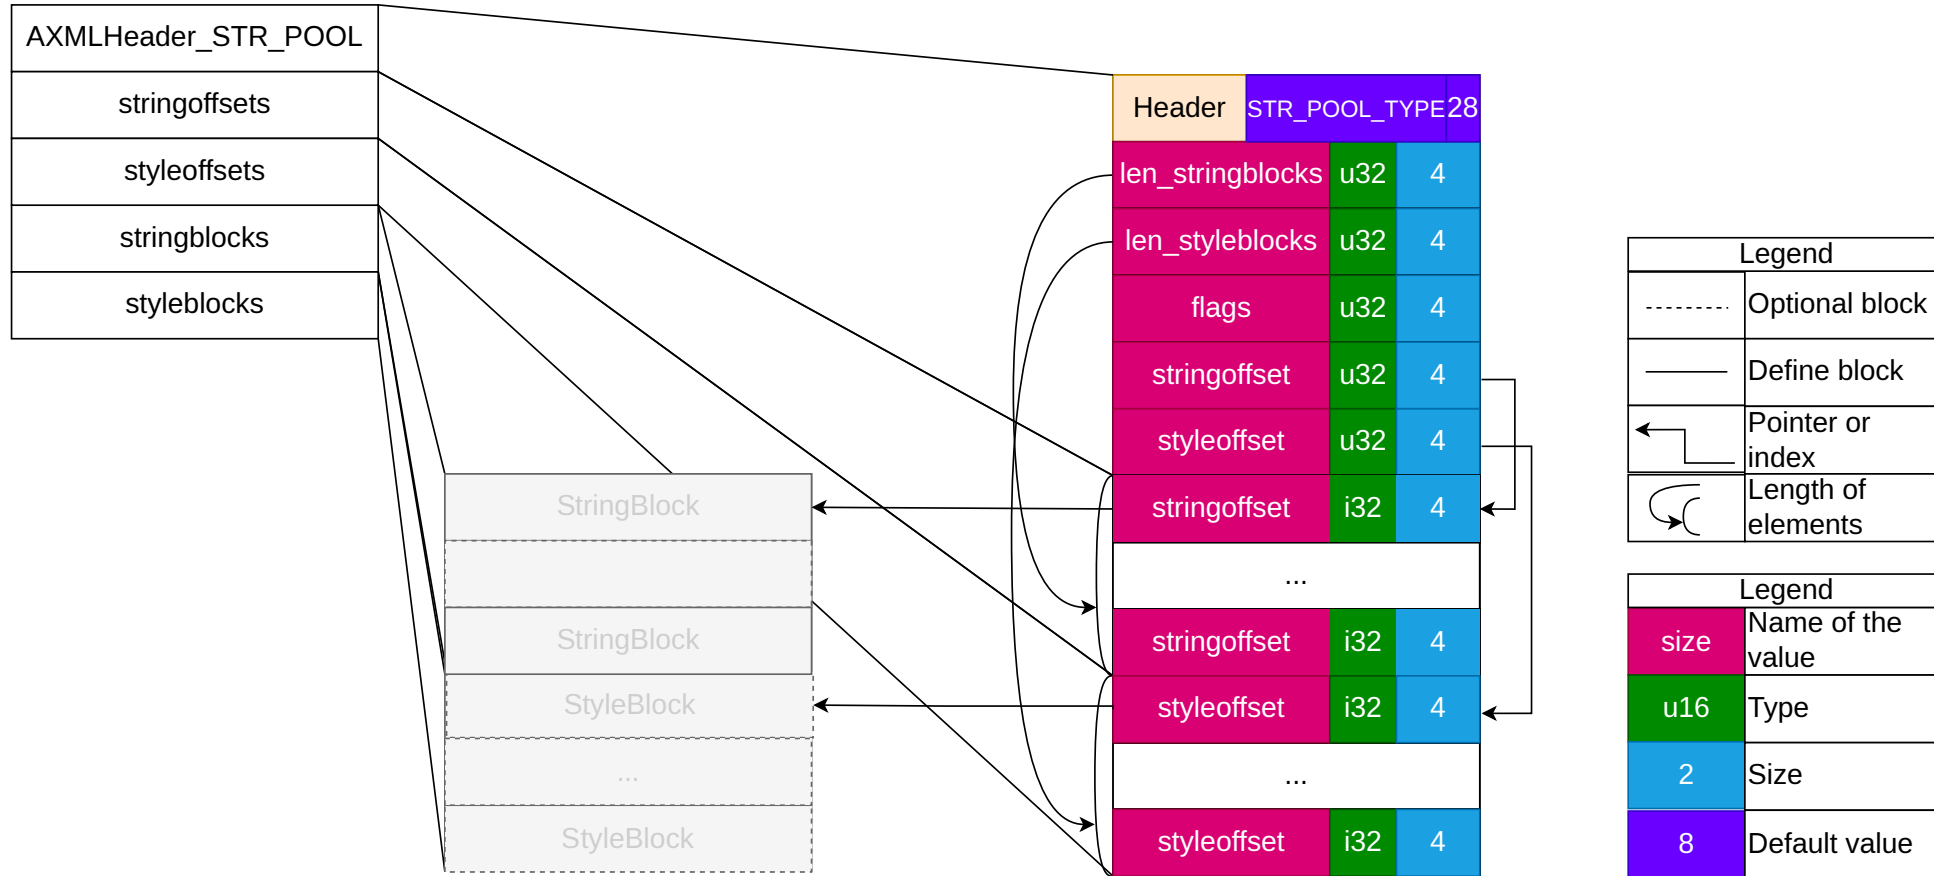 AXMLHeader_STR_POOL
stringoffsets
styleoffsets
stringblocks
styleblocks
StringBlock
StringBlock
StyleBlock
...
StyleBlock
Header STR_POOL_TYPE 28
len_stringblocks u32 4
len_styleblocks u32 4
flags u32 4
stringoffset u32 4
styleoffset u32 4
stringoffset i32 4
...
stringoffset i32 4
styleoffset i32 4
...
styleoffset i32 4
Legend
Optional block
Define block
Pointer or
index
Length of
elements
Legend
size Name of the
value
u16 Type
2 Size
8 Default value